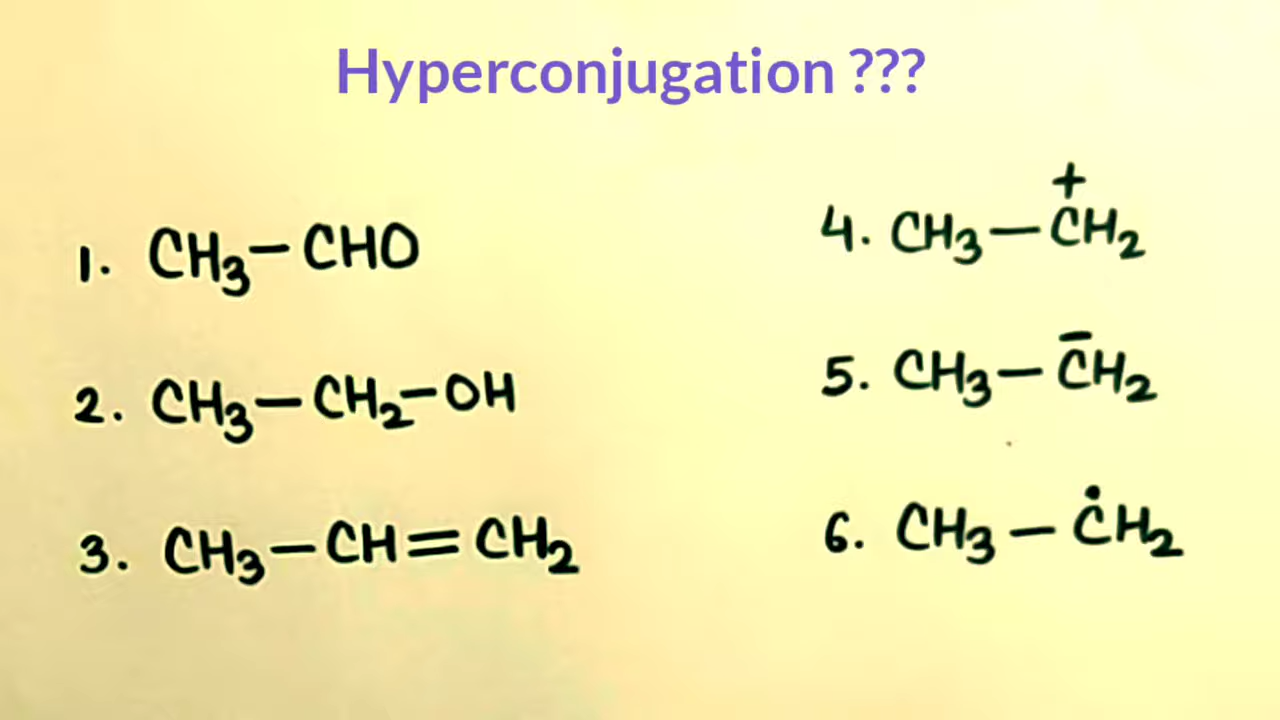 Hyperconjugation ???
1. CH₃–CHO
2. CH₃–CH₂–OH
3. CH₃–CH=CH₂
4. CH₃–C⁺H₂
5. CH₃–C̄H₂
6. CH₃–ĊH₂